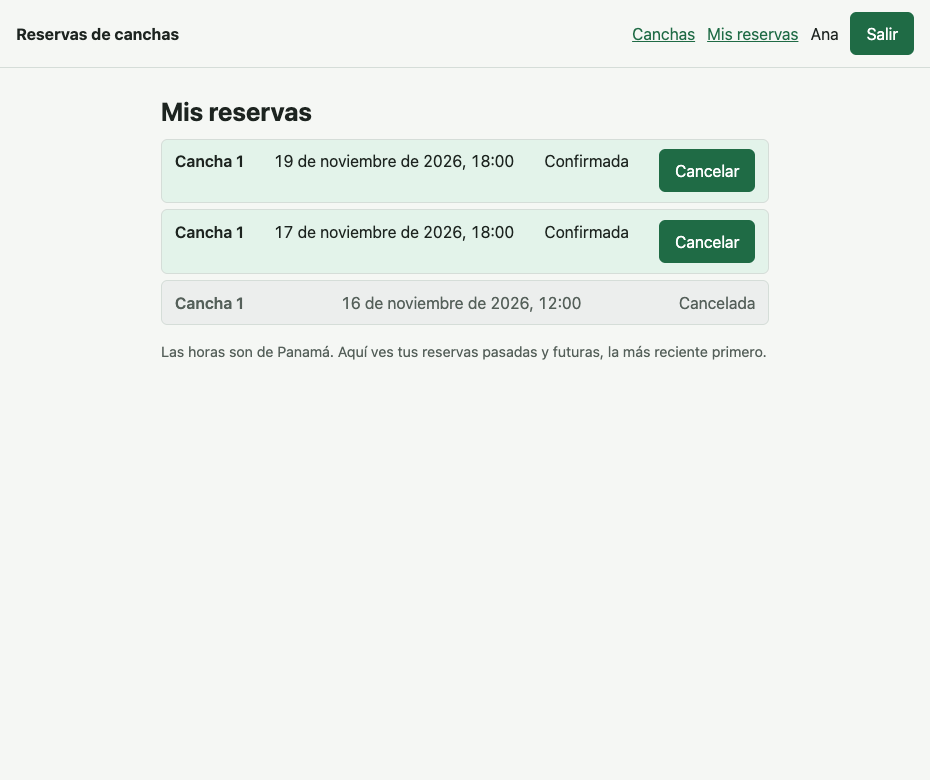 Reservas de canchas Canchas Mis reservas Ana Salir
Mis reservas
Cancha 1 19 de noviembre de 2026, 18:00 Confirmada Cancelar
Cancha 1 17 de noviembre de 2026, 18:00 Confirmada Cancelar
Cancha 1 16 de noviembre de 2026, 12:00 Cancelada
Las horas son de Panamá. Aquí ves tus reservas pasadas y futuras, la más reciente primero.